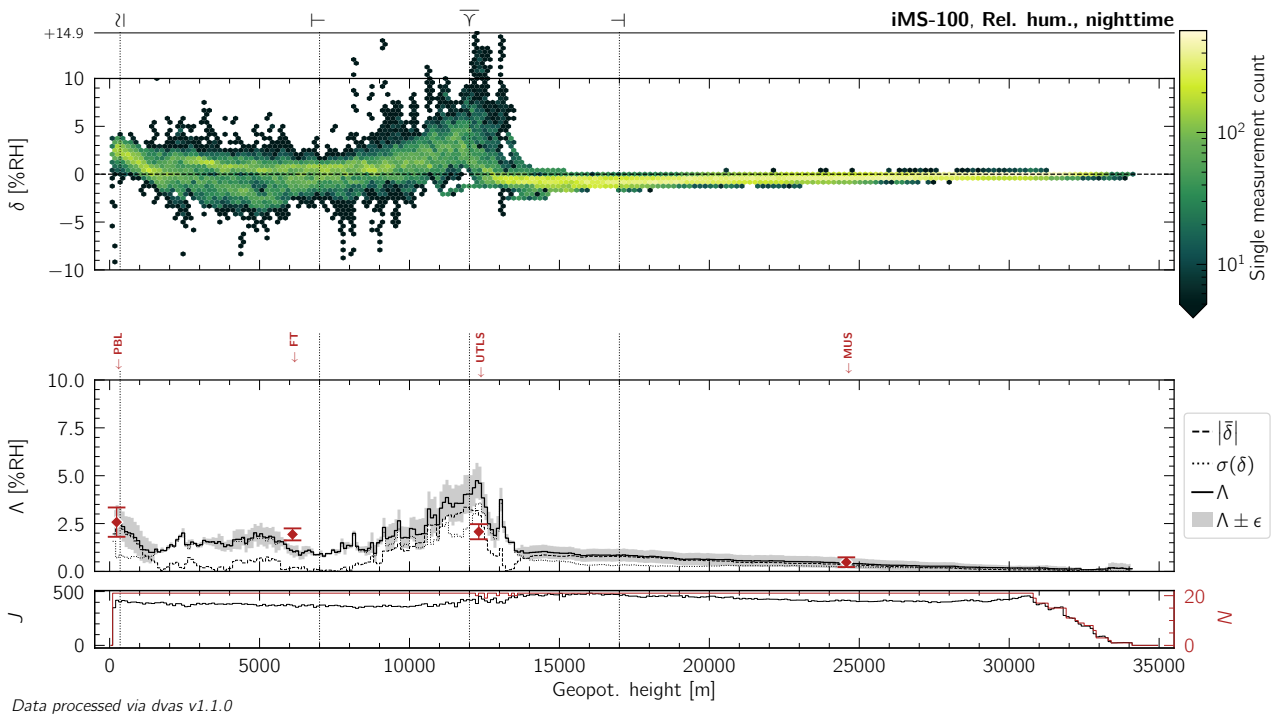 iMS-100, Rel. hum., nighttime
+14.9
10
5
0
−5
−10
δ [%RH]
10²
10¹
Single measurement count
PBL
FT
UTLS
MUS
10.0
7.5
5.0
2.5
0.0
Λ [%RH]
|δ̄|
σ(δ)
Λ
Λ ± ϵ
500
0
J
20
0
N
0 5000 10000 15000 20000 25000 30000 35000
Geopot. height [m]
Data processed via dvas v1.1.0